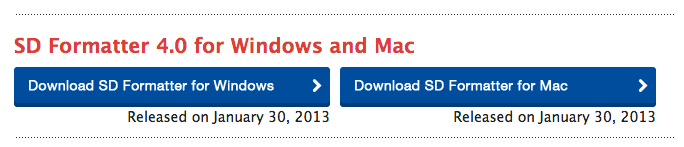 SD Formatter 4.0 for Windows and Mac
Download SD Formatter for Windows
Download SD Formatter for Mac
Released on January 30, 2013
Released on January 30, 2013